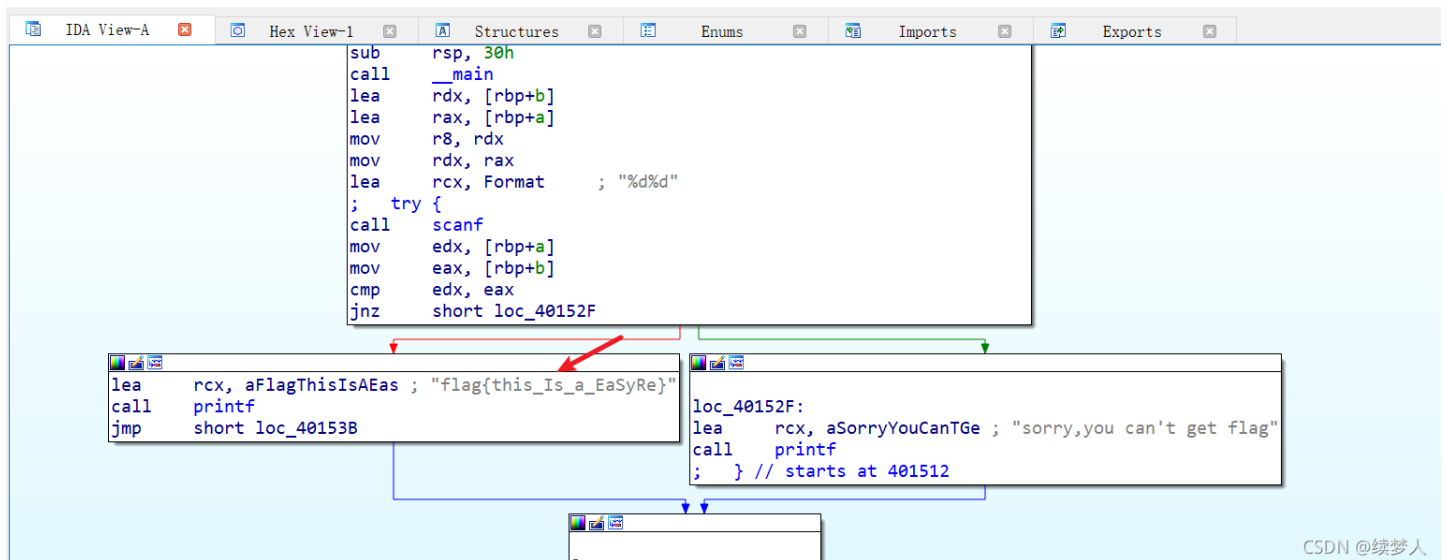 IDA View-A Hex View-1 Structures Enums Imports Exports
sub rsp, 30h
call __main
lea rdx, [rbp+b]
lea rax, [rbp+a]
mov r8, rdx
mov rdx, rax
lea rcx, Format ; "%d%d"
; try {
call scanf
mov edx, [rbp+a]
mov eax, [rbp+b]
cmp edx, eax
jnz short loc_40152F
lea rcx, aFlagThisIsAEas ; "flag{this_Is_a_EaSyRe}"
call printf
jmp short loc_40153B
loc_40152F:
lea rcx, aSorryYouCanTGe ; "sorry,you can't get flag"
call printf
; } // starts at 401512
CSDN @续梦人